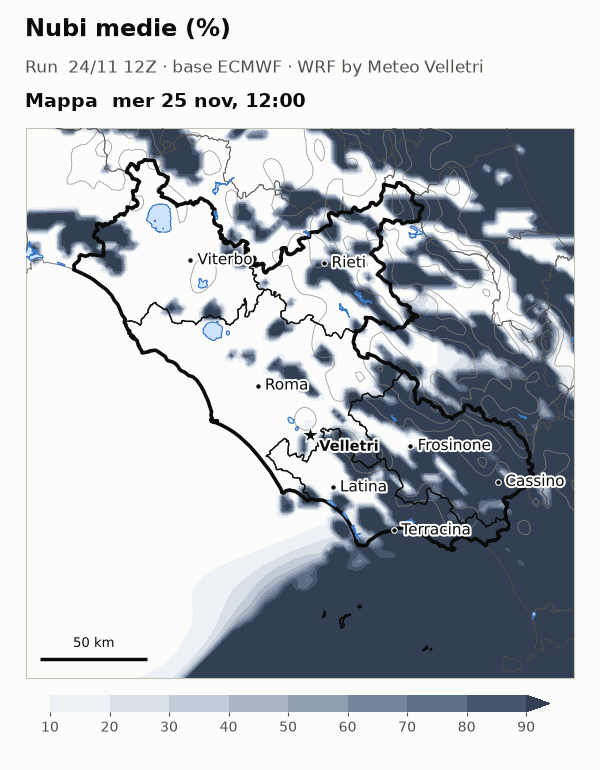 Nubi medie (%)
Run  24/11 12Z · base ECMWF · WRF by Meteo Velletri
Mappa  mer 25 nov, 12:00
Viterbo
Rieti
Roma
Velletri
Frosinone
Cassino
Latina
Terracina
50 km
10 20 30 40 50 60 70 80 90